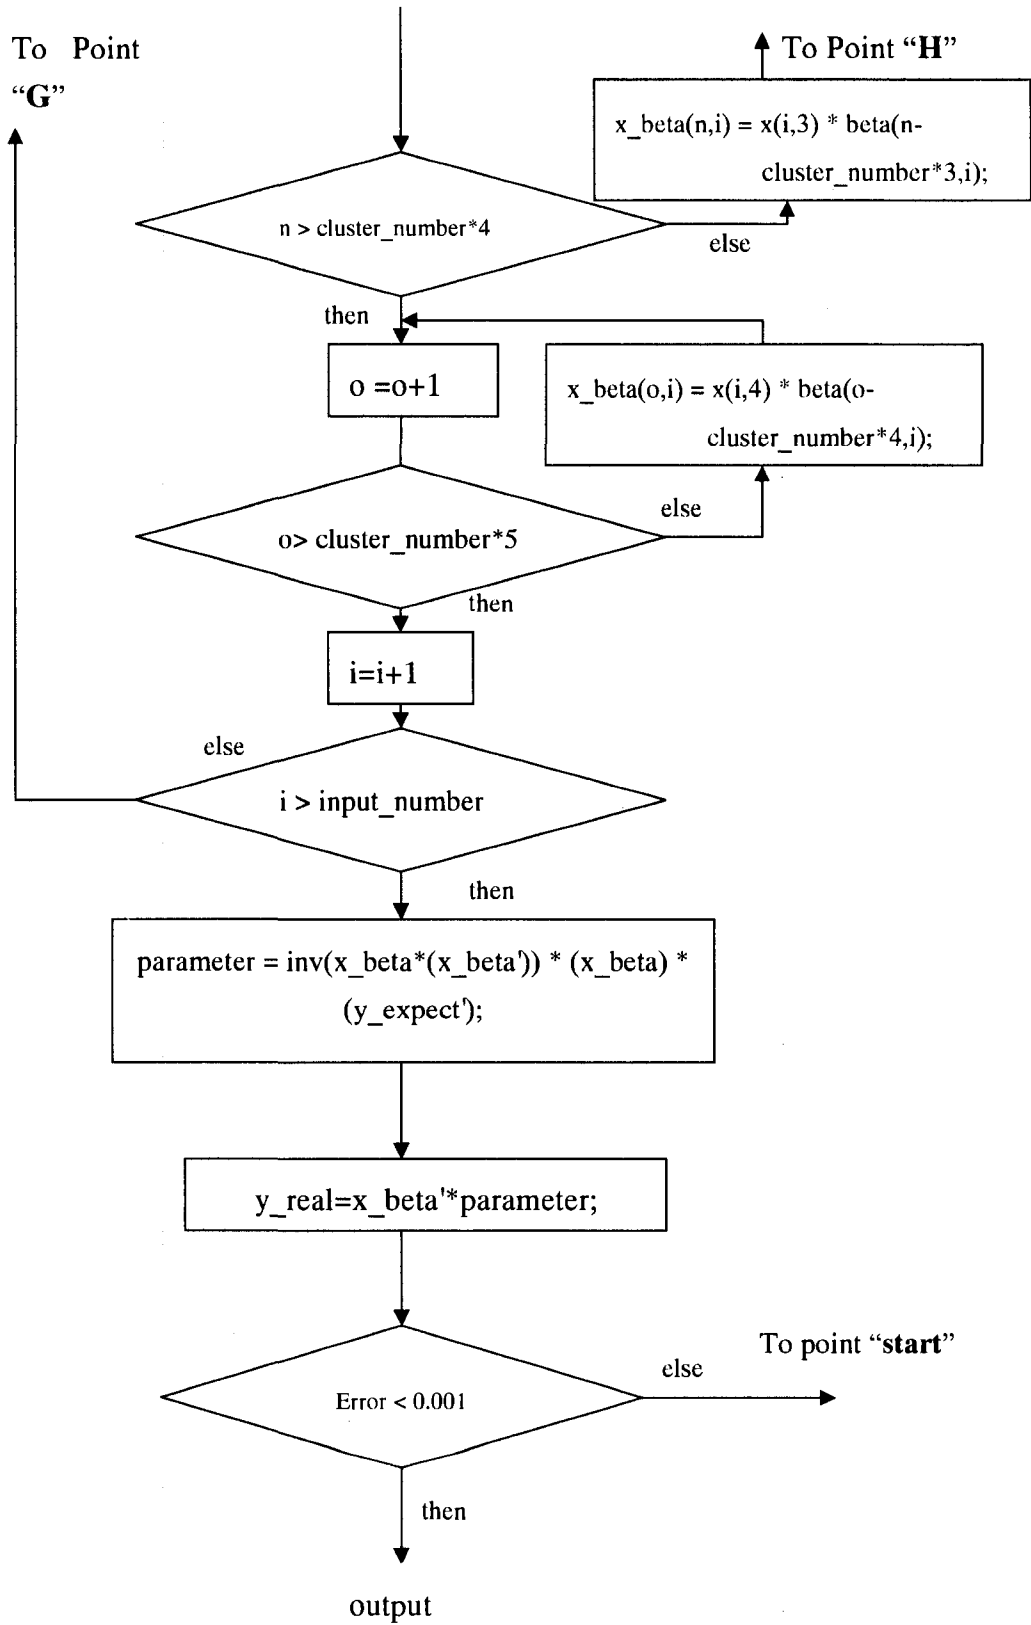 To Point
“G”
To Point “H”
x_beta(n,i) = x(i,3) * beta(n-
cluster_number*3,i);
n > cluster_number*4
else
then
o =o+1
x_beta(o,i) = x(i,4) * beta(o-
cluster_number*4,i);
else
o> cluster_number*5
then
i=i+1
else
i > input_number
then
parameter = inv(x_beta*(x_beta')) * (x_beta) *
(y_expect');
y_real=x_beta'*parameter;
To point “start”
else
Error < 0.001
then
output